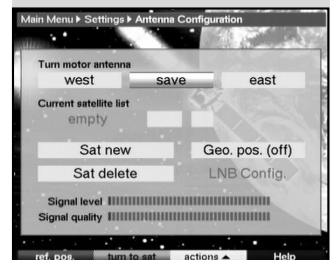 Main Menu ▸ Settings ▸ Antenna Configuration
Turn motor antenna
west save east
Current satellite list
empty
Sat new Geo. pos. (off)
Sat delete LNB Config.
Signal level
Signal quality
ref. pos. turn to sat actions ▲ Help